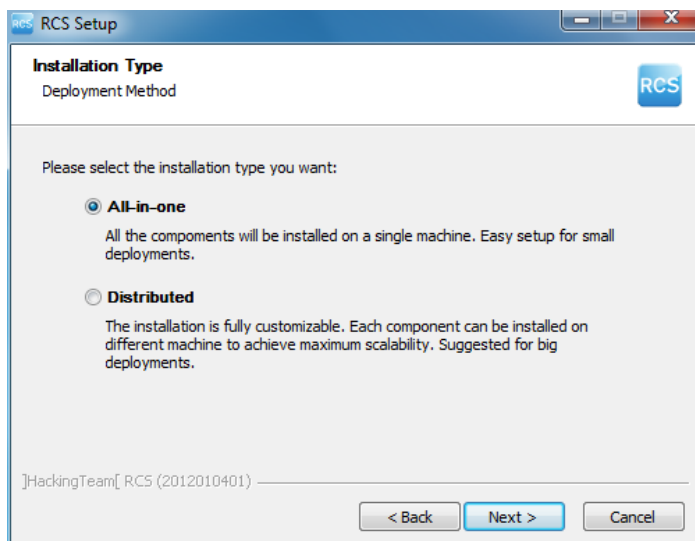 RCS RCS Setup
Installation Type
Deployment Method
RCS
Please select the installation type you want:
All-in-one
All the compoments will be installed on a single machine. Easy setup for small
deployments.
Distributed
The installation is fully customizable. Each component can be installed on
different machine to achieve maximum scalability. Suggested for big
deployments.
]HackingTeam[ RCS (2012010401)
< Back Next > Cancel